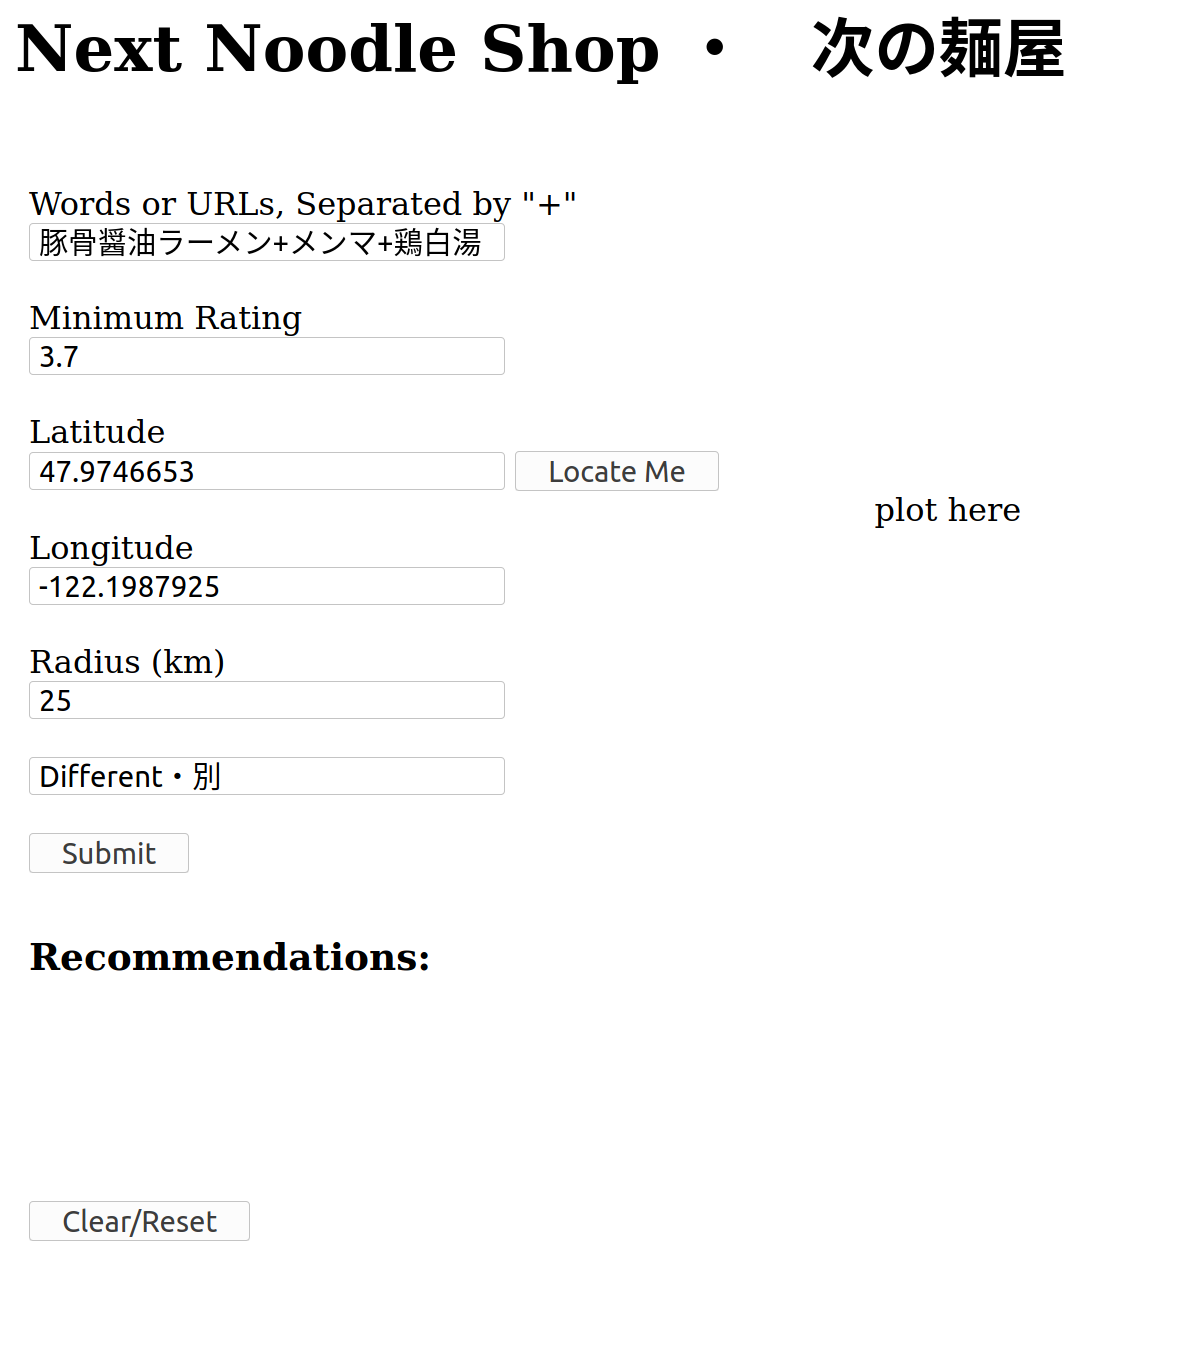 Next Noodle Shop ・　次の麺屋
Words or URLs, Separated by "+"
豚骨醤油ラーメン+メンマ+鶏白湯
Minimum Rating
3.7
Latitude
47.9746653 Locate Me
plot here
Longitude
-122.1987925
Radius (km)
25
Different・別
Submit
Recommendations:
Clear/Reset